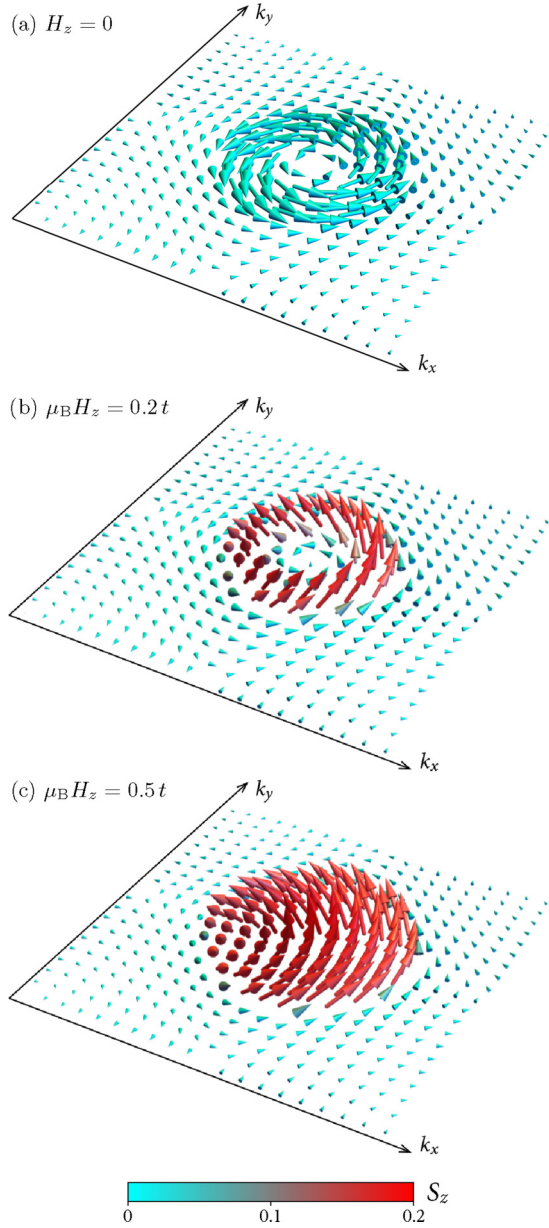 (a) H_z = 0
k_y
k_x
(b) μ_B H_z = 0.2 t
k_y
k_x
(c) μ_B H_z = 0.5 t
k_y
k_x
S_z
0 0.1 0.2